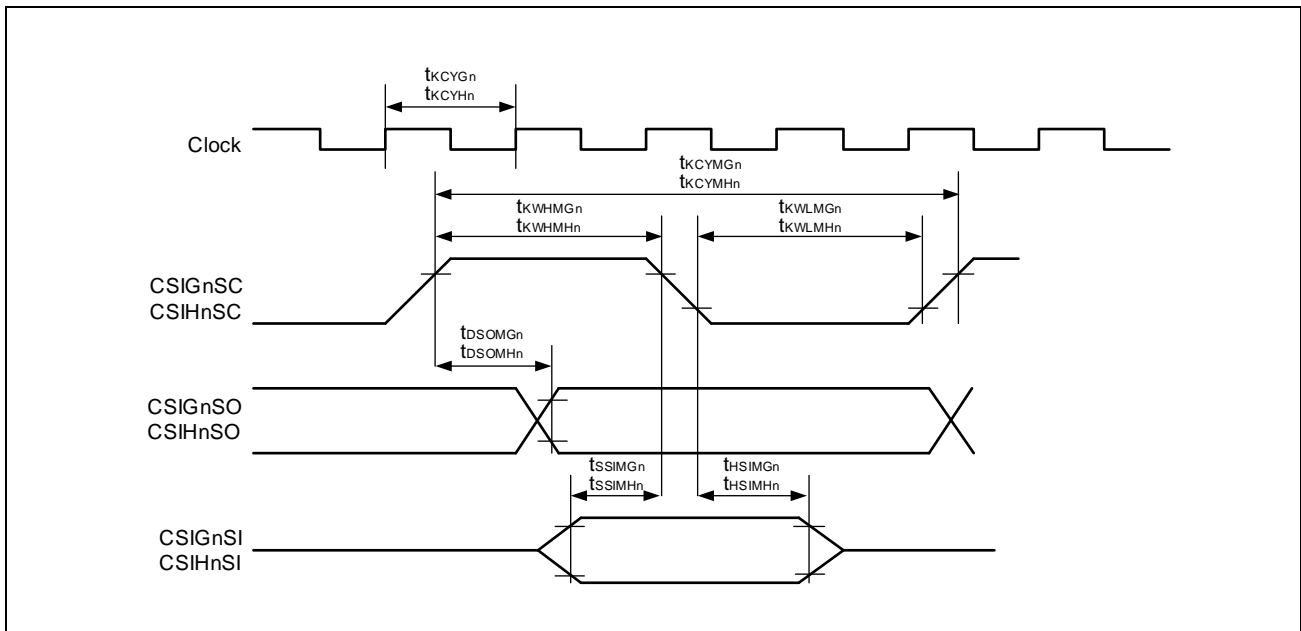 tKCYGn
tKCYHn
Clock
tKCYMGn
tKCYMHn
tKWHMGn
tKWHMHn
tKWLMGn
tKWLMHn
CSIGnSC
CSIHnSC
tDSOMGn
tDSOMHn
CSIGnSO
CSIHnSO
tSSIMGn
tSSIMHn
tHSIMGn
tHSIMHn
CSIGnSI
CSIHnSI